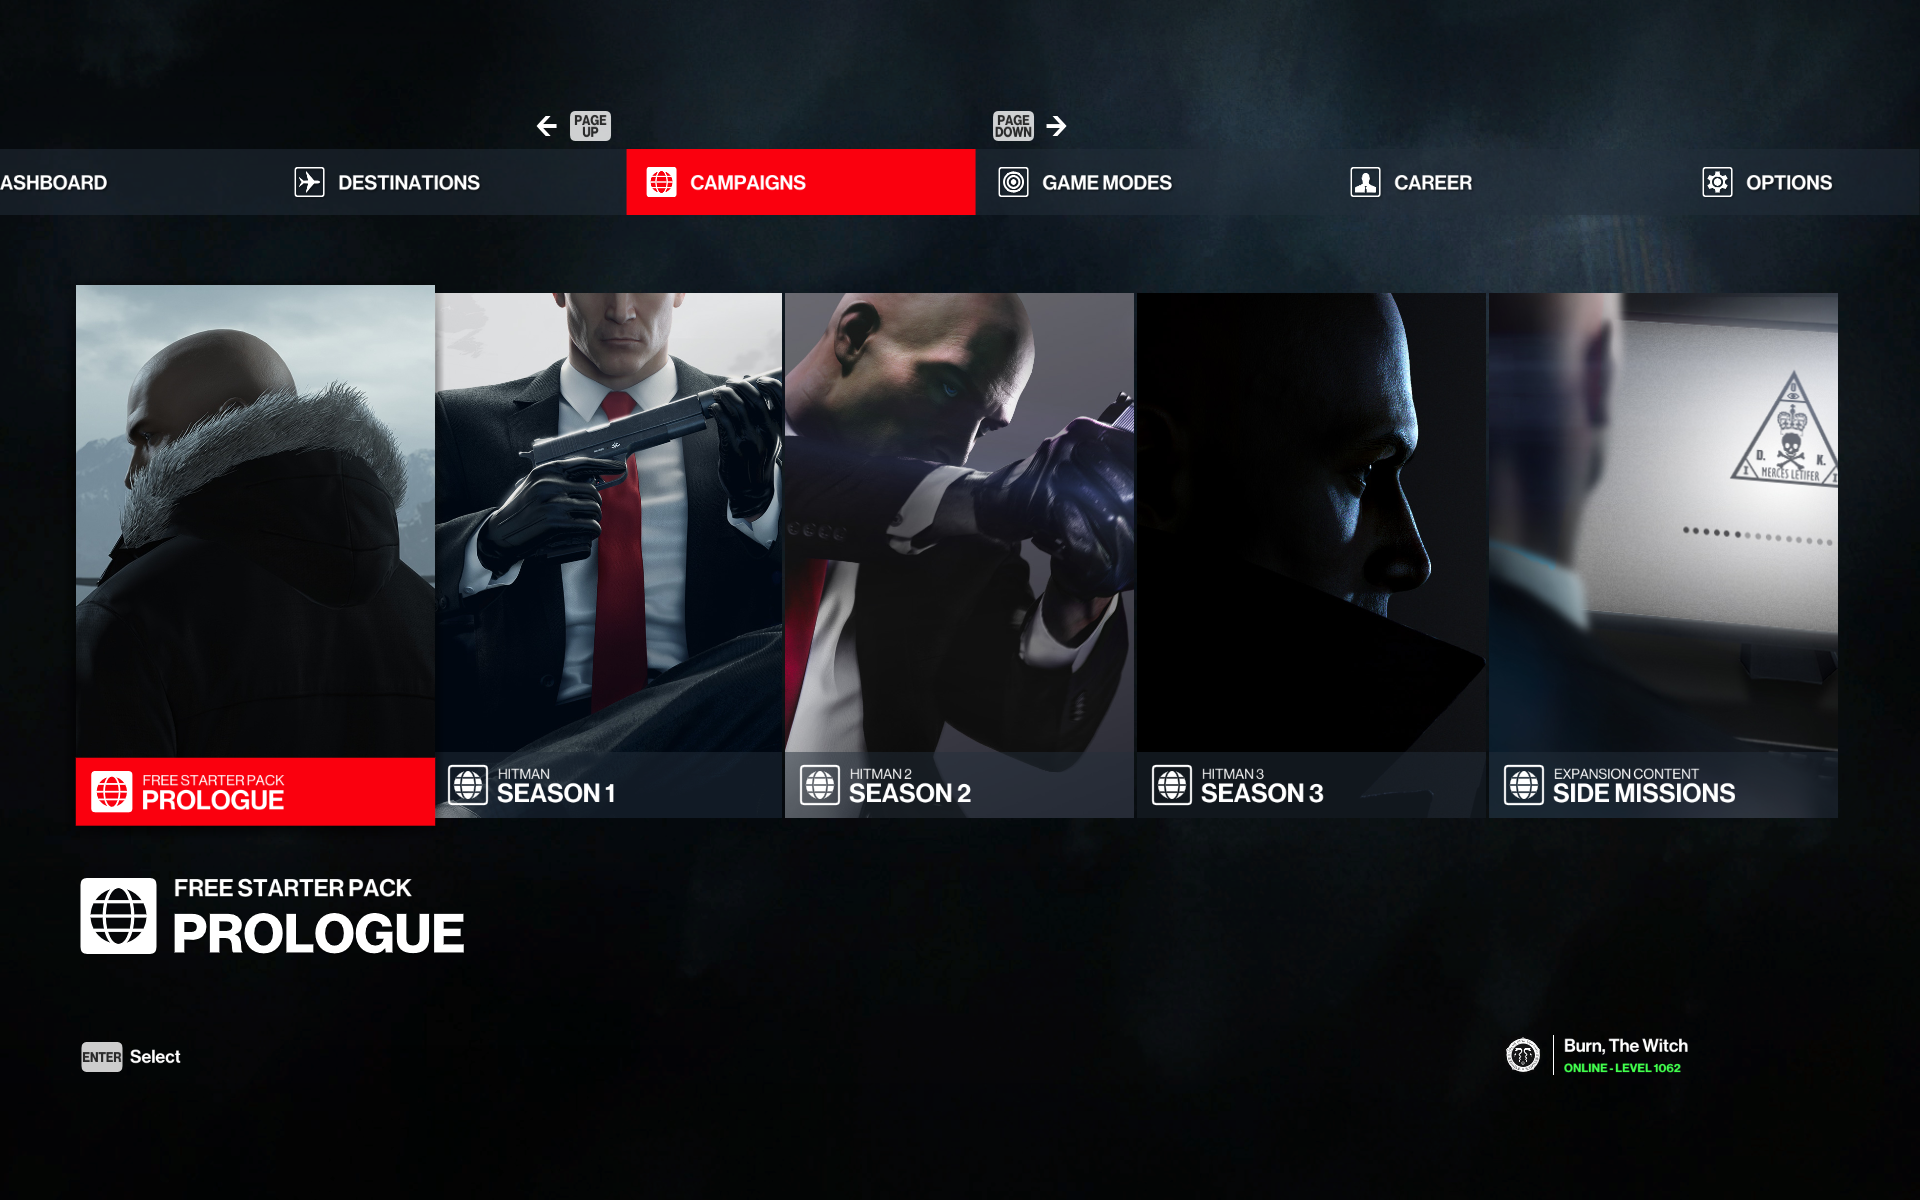 PAGE
UP
PAGE
DOWN
ASHBOARD
DESTINATIONS
CAMPAIGNS
GAME MODES
CAREER
OPTIONS
D.
K.
I
MERCES LETIFER
I
FREE STARTER PACK
PROLOGUE
HITMAN
SEASON 1
HITMAN 2
SEASON 2
HITMAN 3
SEASON 3
EXPANSION CONTENT
SIDE MISSIONS
FREE STARTER PACK
PROLOGUE
ENTER Select
Burn, The Witch
ONLINE - LEVEL 1062